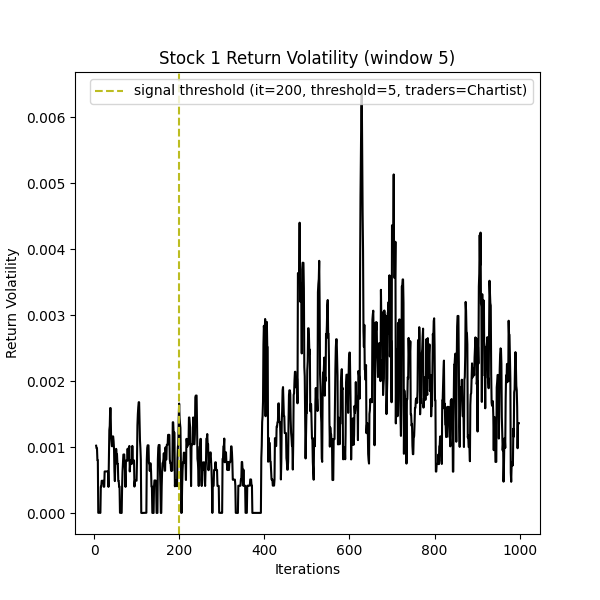 Stock 1 Return Volatility (window 5)
signal threshold (it=200, threshold=5, traders=Chartist)
0.006
0.005
0.004
0.003
0.002
0.001
0.000
Return Volatility
0 200 400 600 800 1000
Iterations